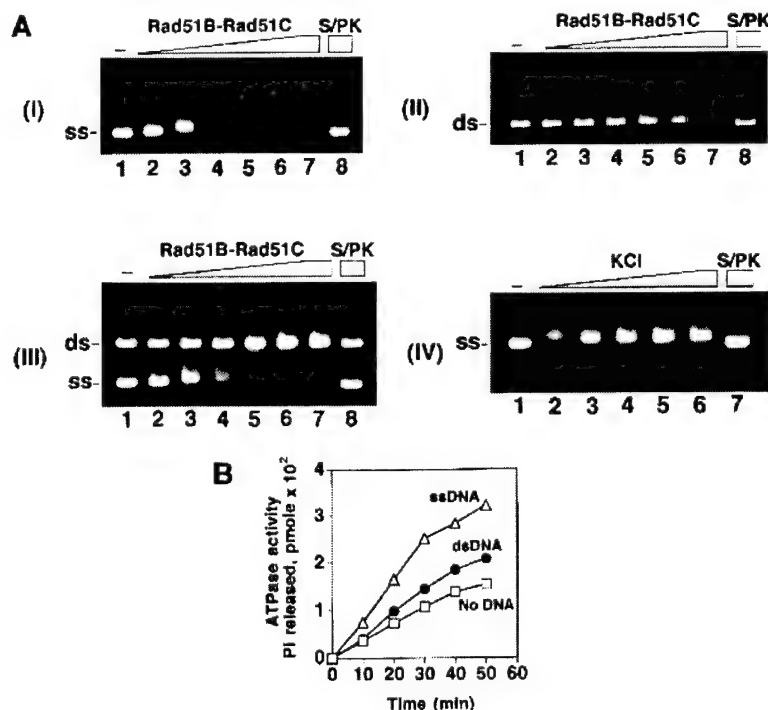 A
Rad51B-Rad51C S/PK
–
(I)
ss-
1 2 3 4 5 6 7 8
Rad51B-Rad51C S/PK
–
(II)
ds-
1 2 3 4 5 6 7 8
Rad51B-Rad51C S/PK
–
(III)
ds-
ss-
1 2 3 4 5 6 7 8
KCl S/PK
–
(IV)
ss-
1 2 3 4 5 6 7
B
ATPase activity
Pi released, pmole x 10²
4
3
2
1
0
ssDNA
dsDNA
No DNA
0 10 20 30 40 50 60
Time (min)